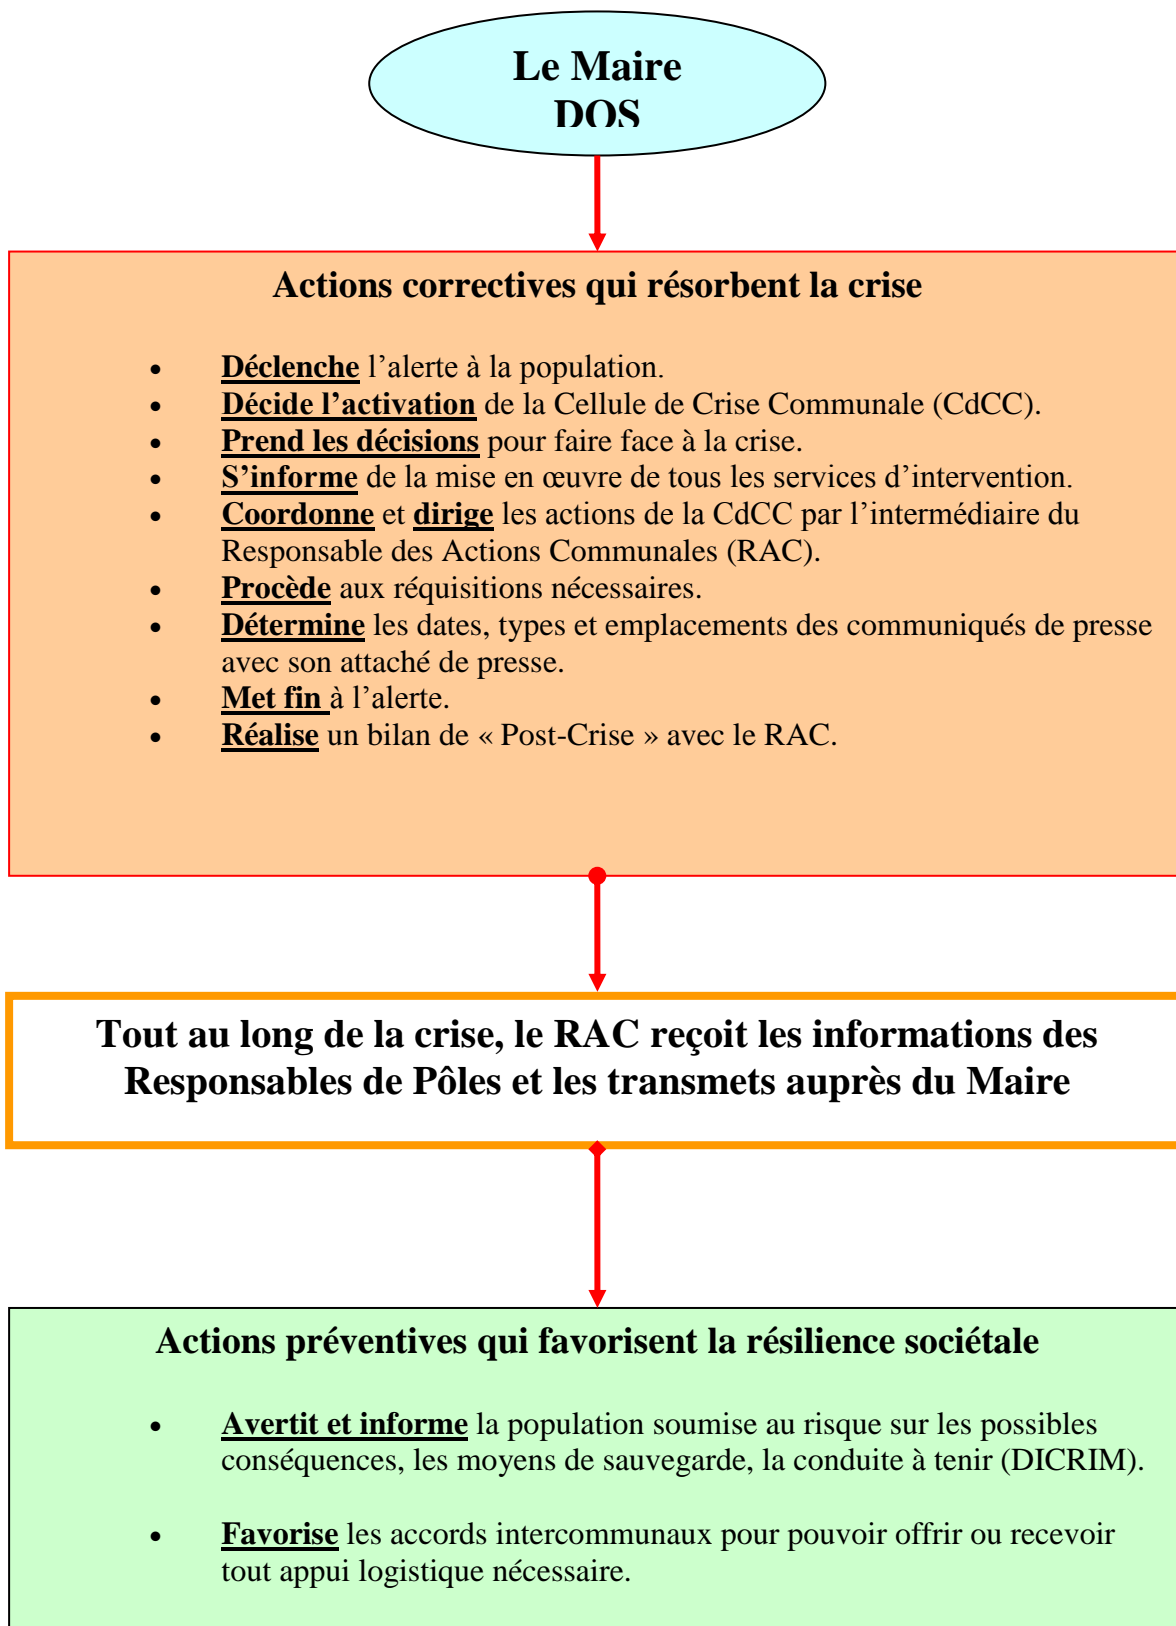 Le Maire
DOS
Actions correctives qui résorbent la crise
• Déclenche l’alerte à la population.
• Décide l’activation de la Cellule de Crise Communale (CdCC).
• Prend les décisions pour faire face à la crise.
• S’informe de la mise en œuvre de tous les services d’intervention.
• Coordonne et dirige les actions de la CdCC par l’intermédiaire du
Responsable des Actions Communales (RAC).
• Procède aux réquisitions nécessaires.
• Détermine les dates, types et emplacements des communiqués de presse
avec son attaché de presse.
• Met fin à l’alerte.
• Réalise un bilan de « Post-Crise » avec le RAC.
Tout au long de la crise, le RAC reçoit les informations des
Responsables de Pôles et les transmets auprès du Maire
Actions préventives qui favorisent la résilience sociétale
• Avertit et informe la population soumise au risque sur les possibles
conséquences, les moyens de sauvegarde, la conduite à tenir (DICRIM).
• Favorise les accords intercommunaux pour pouvoir offrir ou recevoir
tout appui logistique nécessaire.